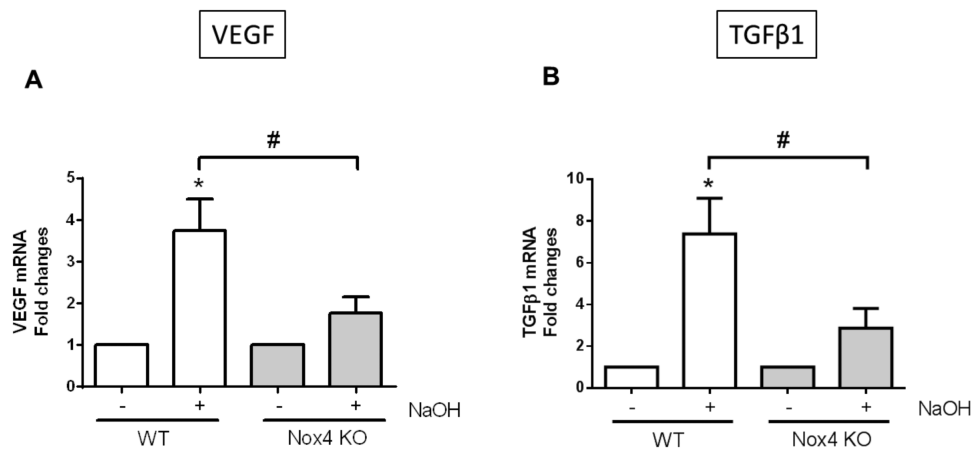 VEGF
TGFβ1
A
B
#
#
*
*
VEGF mRNA
Fold changes
5
4
3
2
1
0
- + - + NaOH
WT Nox4 KO
TGFβ1 mRNA
Fold changes
10
8
6
4
2
0
- + - + NaOH
WT Nox4 KO